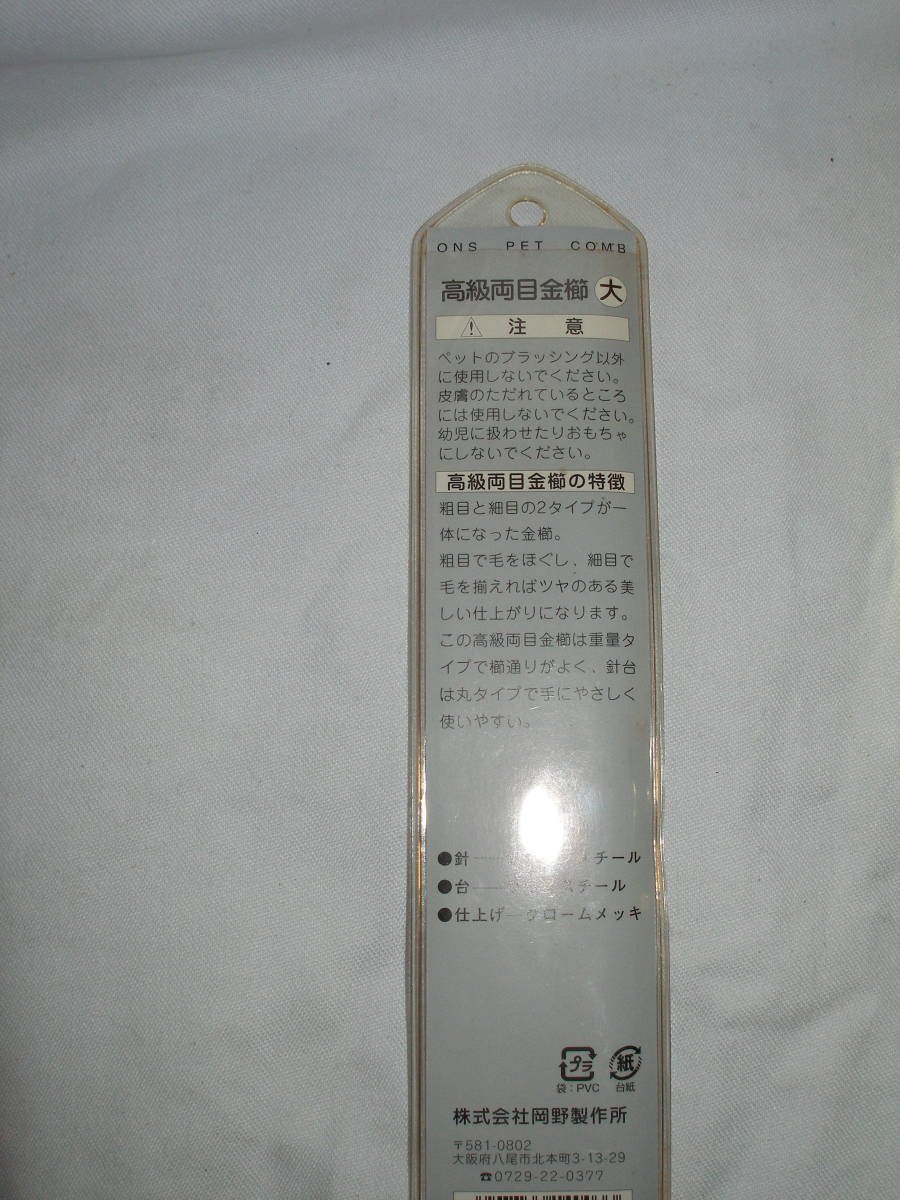 ONS PET COMB
高級両目金櫛 大
注意
ペットのブラッシング以外
に使用しないでください。
皮膚のただれているところ
には使用しないでください。
幼児に扱わせたりおもちゃ
にしないでください。
高級両目金櫛の特徴
粗目と細目の2タイプが一
体になった金櫛。
粗目で毛をほぐし、細目で
毛を揃えればツヤのある美
しい仕上がりになります。
この高級両目金櫛は重量タ
イプで櫛通りがよく、針台
は丸タイプで手にやさしく
使いやすい。
●針 チール
●台 チール
●仕上げ―クロームメッキ
プラ 紙
袋：PVC 台紙
株式会社岡野製作所
〒581-0802
大阪府八尾市北本町3-13-29
☎0729-22-0377